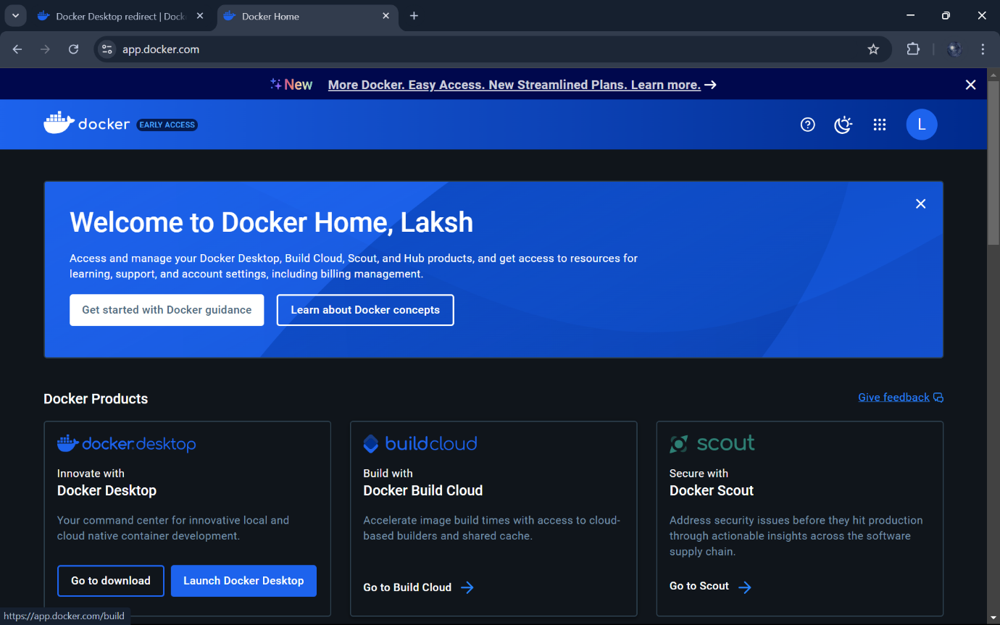 Docker Desktop redirect | Dock
Docker Home
app.docker.com
New More Docker. Easy Access. New Streamlined Plans. Learn more. →
docker EARLY ACCESS
L
Welcome to Docker Home, Laksh
Access and manage your Docker Desktop, Build Cloud, Scout, and Hub products, and get access to resources for
learning, support, and account settings, including billing management.
Get started with Docker guidance
Learn about Docker concepts
Docker Products
Give feedback
docker.desktop
Innovate with
Docker Desktop
Your command center for innovative local and
cloud native container development.
Go to download
Launch Docker Desktop
buildcloud
Build with
Docker Build Cloud
Accelerate image build times with access to cloud-
based builders and shared cache.
Go to Build Cloud →
scout
Secure with
Docker Scout
Address security issues before they hit production
through actionable insights across the software
supply chain.
Go to Scout →
https://app.docker.com/build